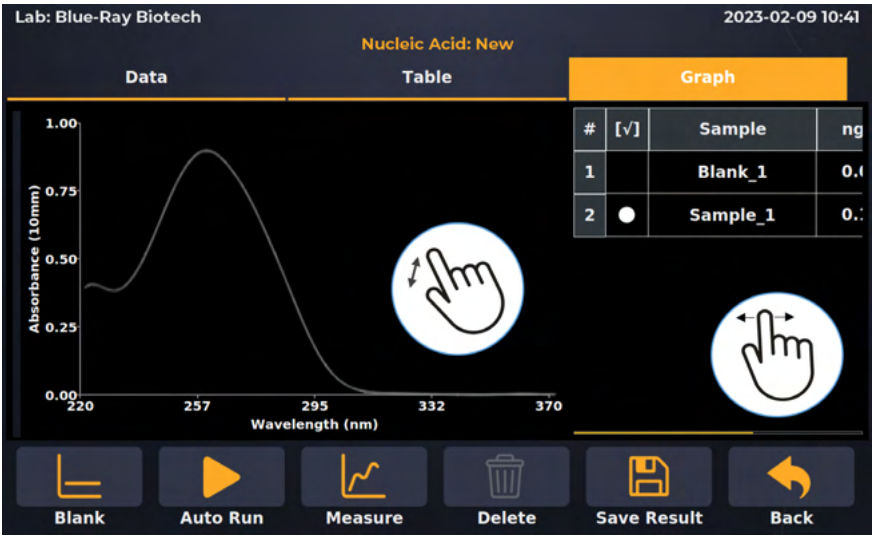 Lab: Blue-Ray Biotech 2023-02-09 10:41
Nucleic Acid: New
Data Table Graph
1.00
0.75
0.50
0.25
0.00
Absorbance (10mm)
220 257 295 332 370
Wavelength (nm)
# [√] Sample ng
1 Blank_1
2 Sample_1
Blank Auto Run Measure Delete Save Result Back